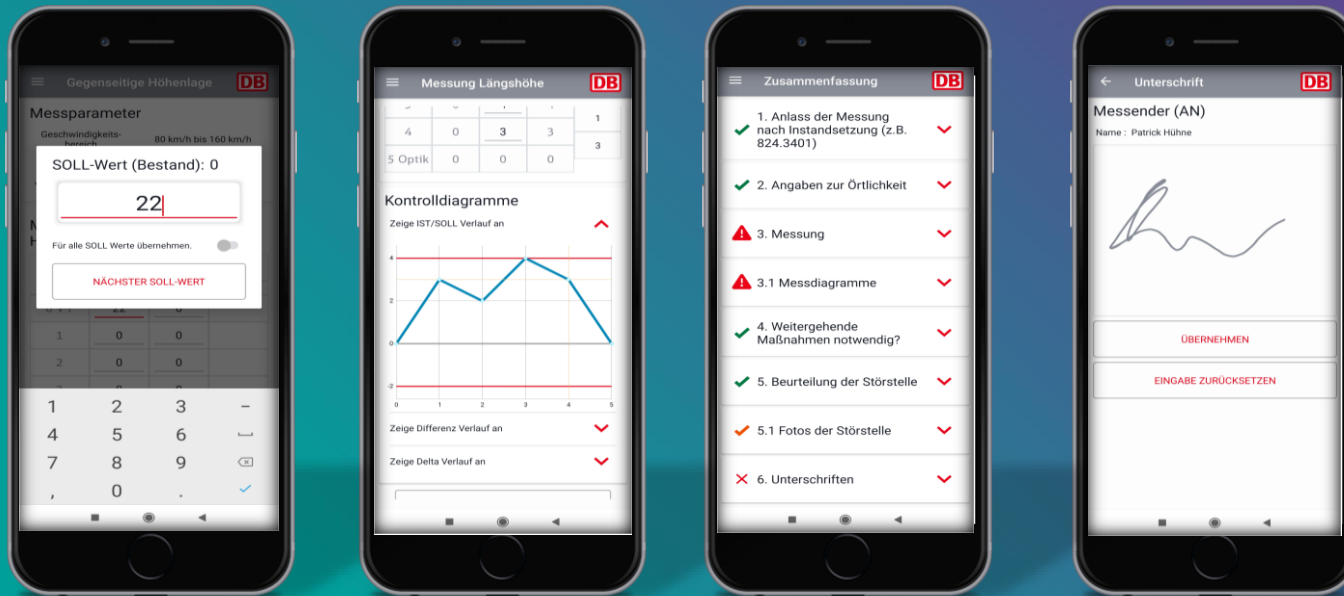 Gegenseitige Höhenlage DB
Messparameter
Geschwindigkeits-
bereich 80 km/h bis 160 km/h
SOLL-Wert (Bestand): 0
22
Für alle SOLL Werte übernehmen.
NÄCHSTER SOLL-WERT
22 0
1 0 0
2 0 0
1 2 3 -
4 5 6
7 8 9
, 0 .
Messung Längshöhe DB
4 0 3 3
1
3
5 Optik 0 0 0
Kontrolldiagramme
Zeige IST/SOLL Verlauf an
4
2
0
-2
0 1 2 3 4 5
Zeige Differenz Verlauf an
Zeige Delta Verlauf an
Zusammenfassung DB
1. Anlass der Messung
nach Instandsetzung (z.B.
824.3401)
2. Angaben zur Örtlichkeit
3. Messung
3.1 Messdiagramme
4. Weitergehende
Maßnahmen notwendig?
5. Beurteilung der Störstelle
5.1 Fotos der Störstelle
6. Unterschriften
Unterschrift DB
Messender (AN)
Name : Patrick Hühne
ÜBERNEHMEN
EINGABE ZURÜCKSETZEN